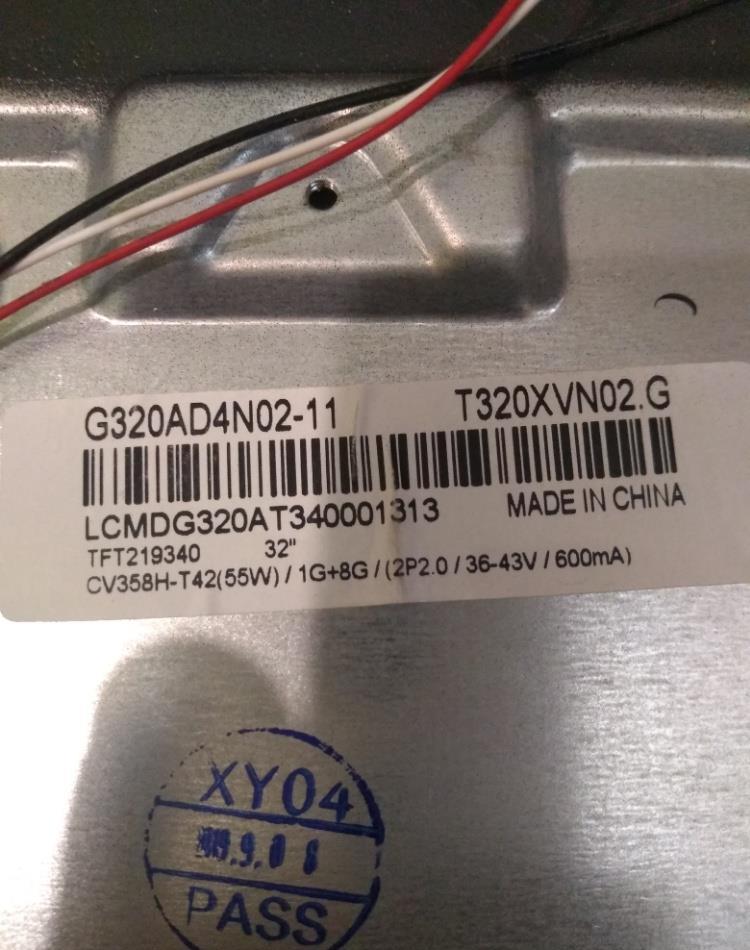 G320AD4N02-11 T320XVN02.G
LCMDG320AT340001313 MADE IN CHINA
TFT219340 32"
CV358H-T42(55W) / 1G+8G / (2P2.0 / 36-43V / 600mA)
XY04
PASS